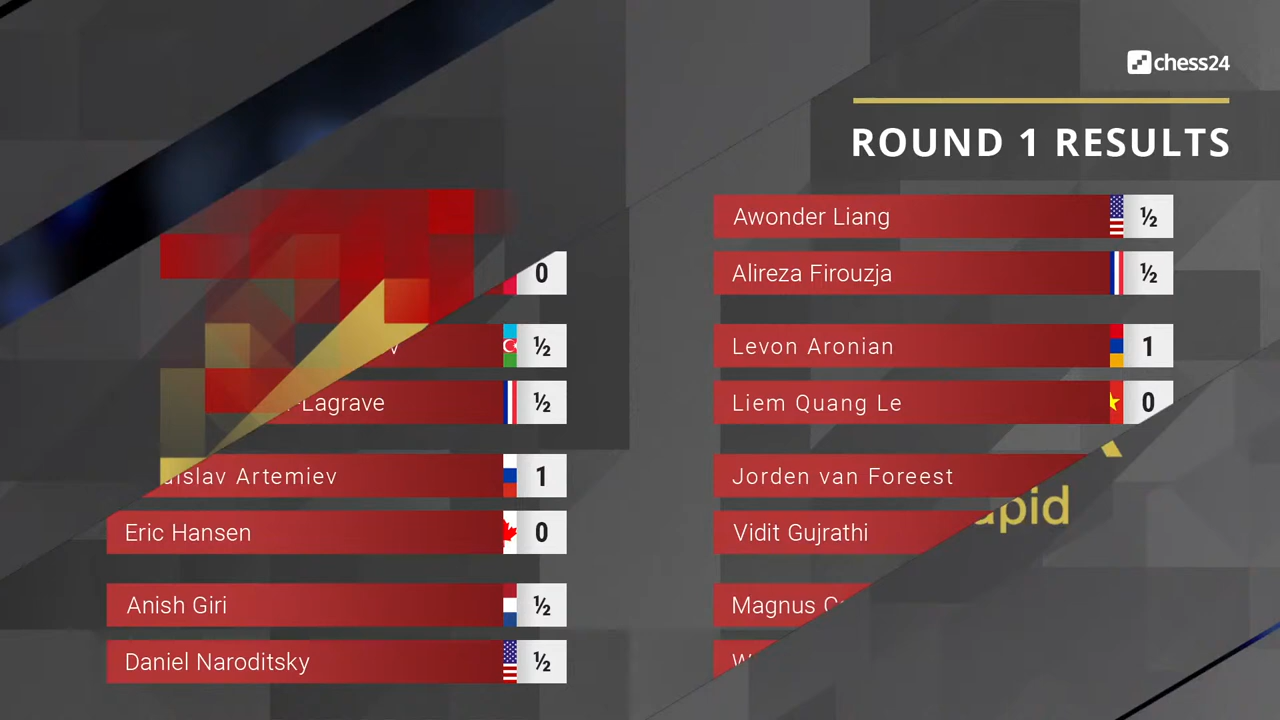 chess24
ROUND 1 RESULTS
0
½
-Lagrave ½
Artemiev 1
Eric Hansen 0
Anish Giri ½
Daniel Naroditsky ½
Awonder Liang ½
Alireza Firouzja ½
Levon Aronian 1
Liem Quang Le 0
Jorden van Foreest
Vidit Gujrathi
Magnus